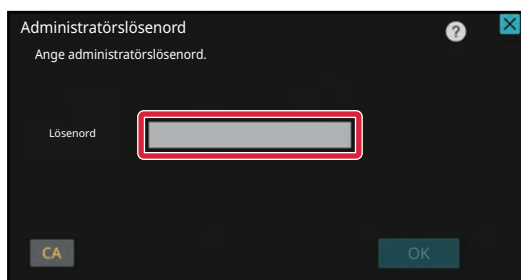 Administratörslösenord
?
Ange administratörslösenord.
Lösenord
CA
OK